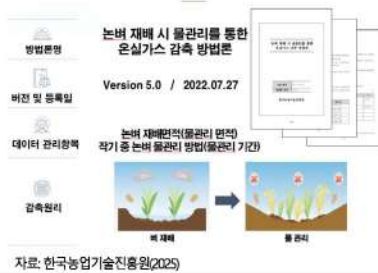 방법론명
논벼 재배 시 물관리를 통한
온실가스 감축 방법론
버전 및 등록일
Version 5.0 / 2022.07.27
데이터 관리항목
논벼 재배면적(물관리 면적)
작기 중 논벼 물관리 방법(물관리 기간)
감축원리
벼 재배
물 관리
자료: 한국농업기술진흥원(2025)